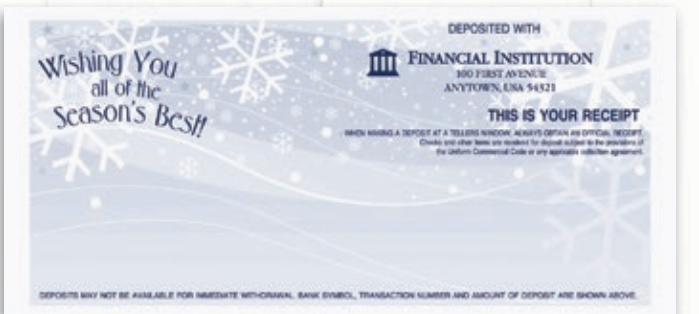 Wishing You
all of the
Season's Best!!
DEPOSITED WITH
FINANCIAL INSTITUTION
100 FIRST AVENUE
ANYTOWN, USA 54321
THIS IS YOUR RECEIPT
WHEN MAKING A DEPOSIT AT A TELLERS WINDOW, ALWAYS OBTAIN AN OFFICIAL RECEIPT.
Checks and other items are received for deposit subject to the provisions of
the Uniform Commercial Code or any applicable collection agreement.
DEPOSITS MAY NOT BE AVAILABLE FOR IMMEDIATE WITHDRAWAL. BANK SYMBOL, TRANSACTION NUMBER AND AMOUNT OF DEPOSIT ARE SHOWN ABOVE.